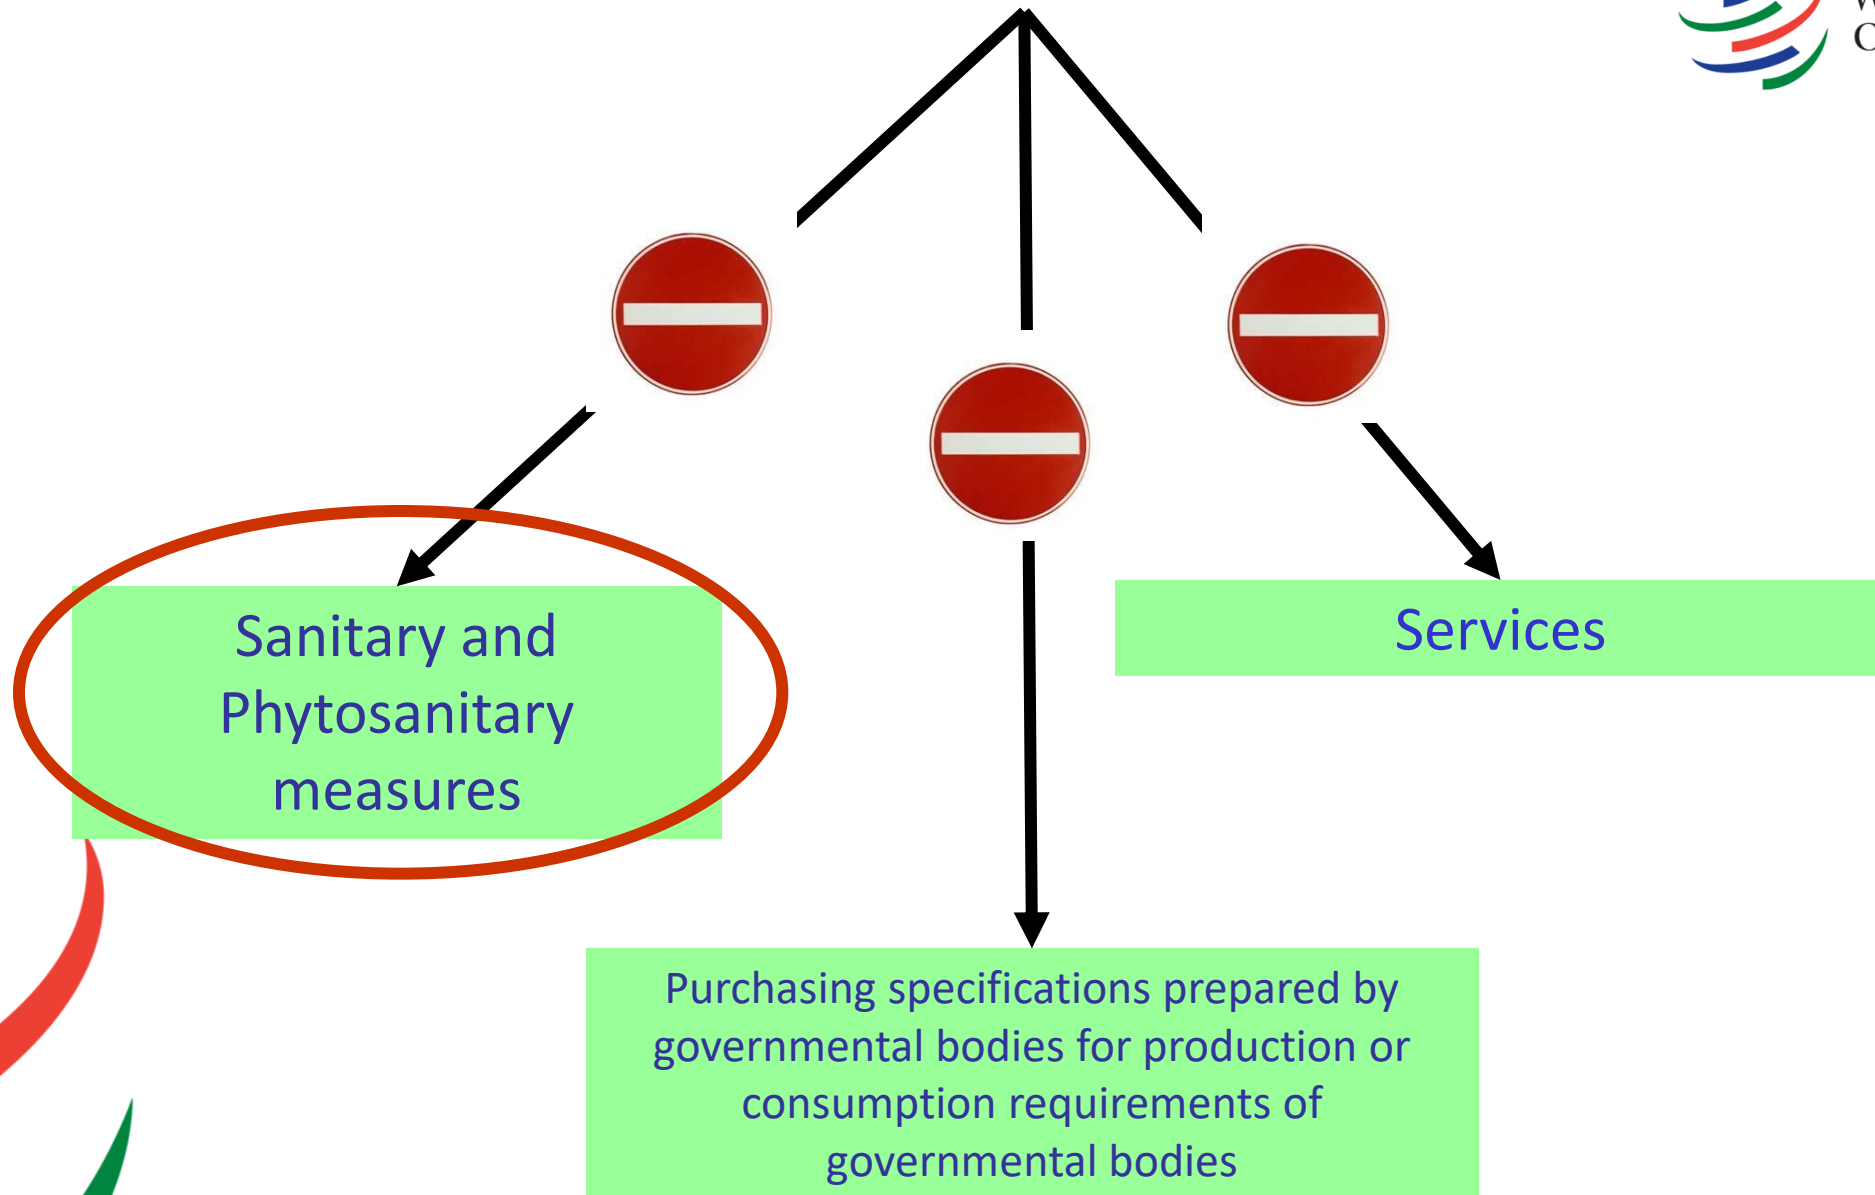 Sanitary and
Phytosanitary
measures
Services
Purchasing specifications prepared by
governmental bodies for production or
consumption requirements of
governmental bodies